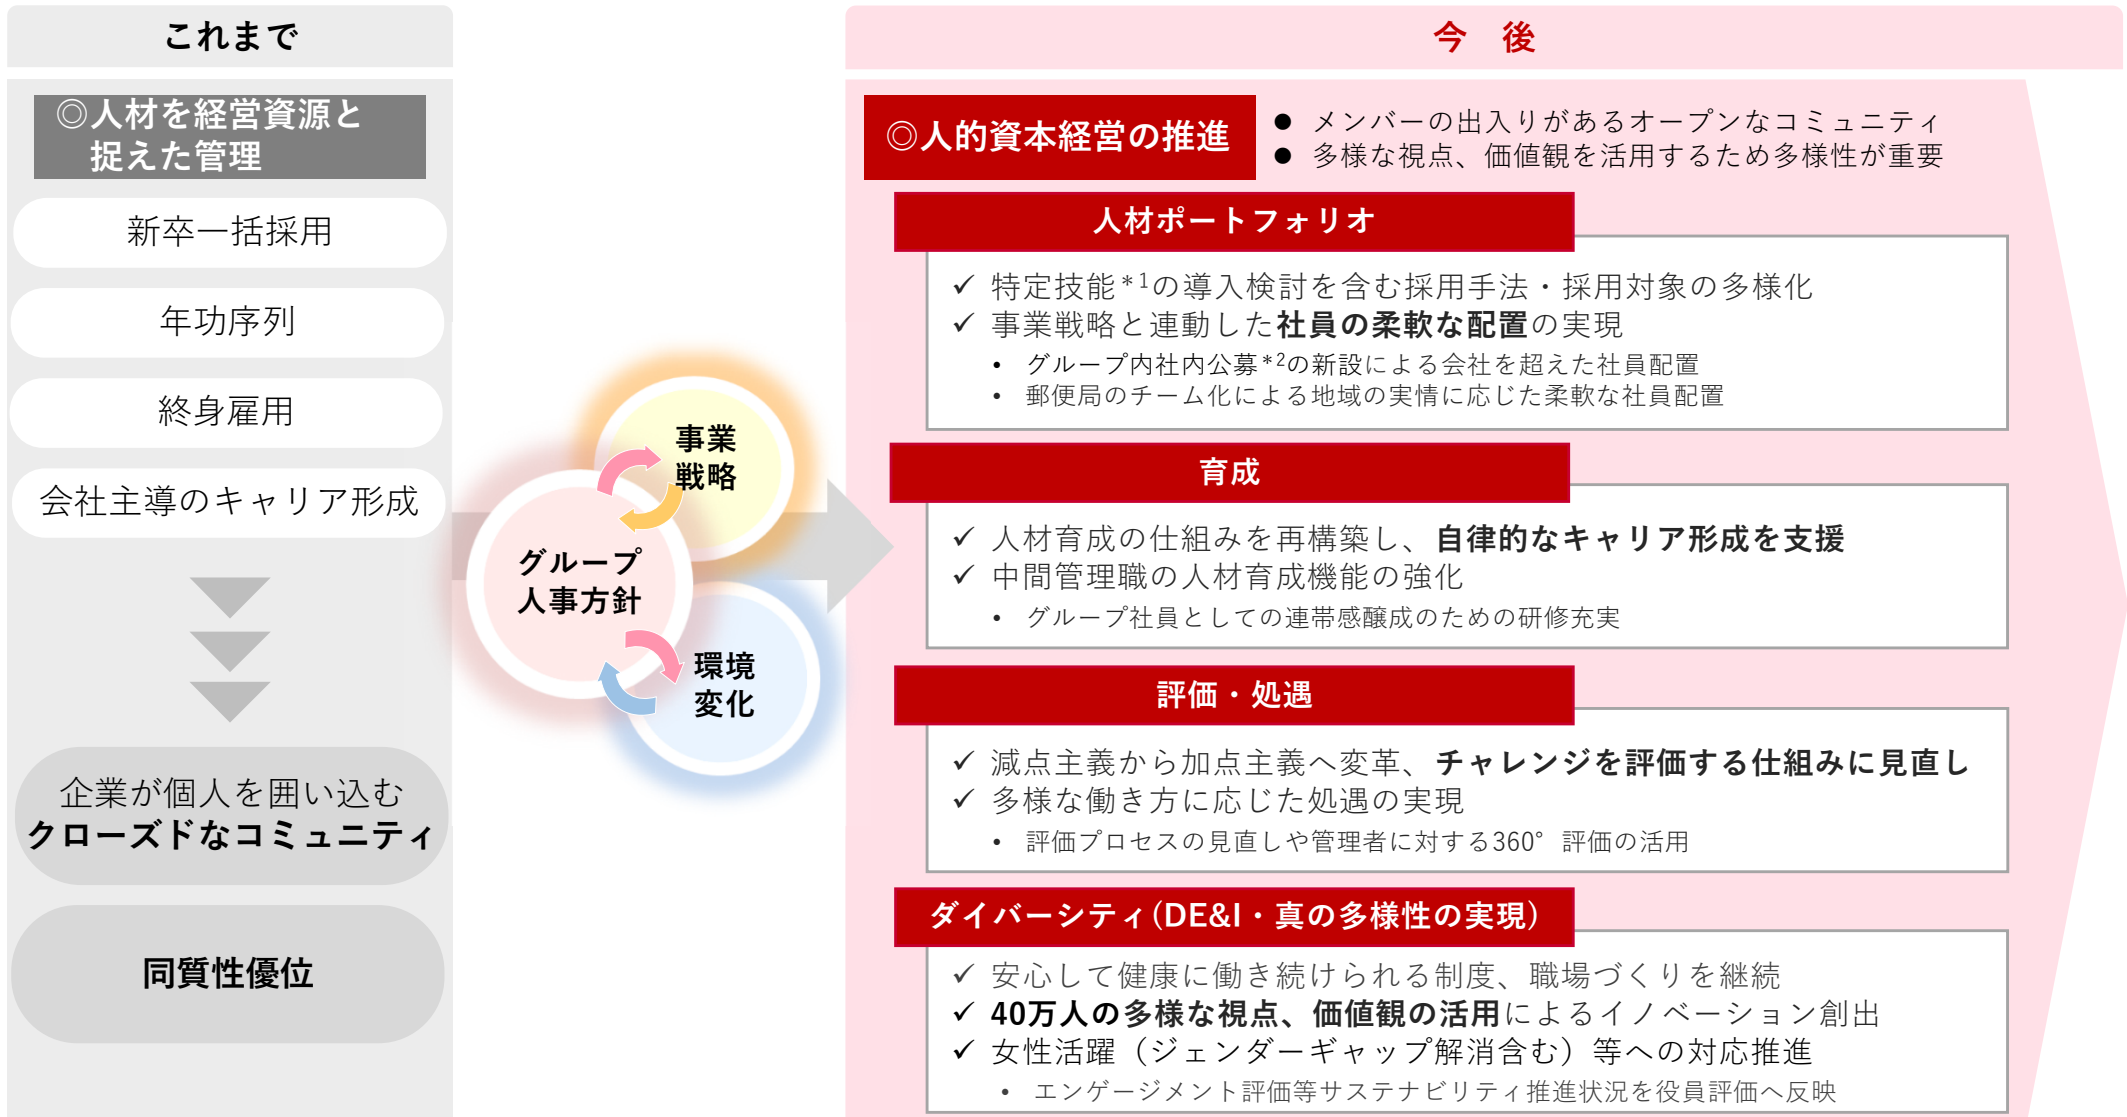 これまで
◎人材を経営資源と
捉えた管理
新卒一括採用
年功序列
終身雇用
会社主導のキャリア形成
企業が個人を囲い込む
クローズドなコミュニティ
同質性優位
事業
戦略
グループ
人事方針
環境
変化
今 後
◎人的資本経営の推進
● メンバーの出入りがあるオープンなコミュニティ
● 多様な視点、価値観を活用するため多様性が重要
人材ポートフォリオ
✓ 特定技能*1の導入検討を含む採用手法・採用対象の多様化
✓ 事業戦略と連動した社員の柔軟な配置の実現
• グループ内社内公募*2の新設による会社を超えた社員配置
• 郵便局のチーム化による地域の実情に応じた柔軟な社員配置
育成
✓ 人材育成の仕組みを再構築し、自律的なキャリア形成を支援
✓ 中間管理職の人材育成機能の強化
• グループ社員としての連帯感醸成のための研修充実
評価・処遇
✓ 減点主義から加点主義へ変革、チャレンジを評価する仕組みに見直し
✓ 多様な働き方に応じた処遇の実現
• 評価プロセスの見直しや管理者に対する360°評価の活用
ダイバーシティ(DE&I・真の多様性の実現)
✓ 安心して健康に働き続けられる制度、職場づくりを継続
✓ 40万人の多様な視点、価値観の活用によるイノベーション創出
✓ 女性活躍（ジェンダーギャップ解消含む）等への対応推進
• エンゲージメント評価等サステナビリティ推進状況を役員評価へ反映